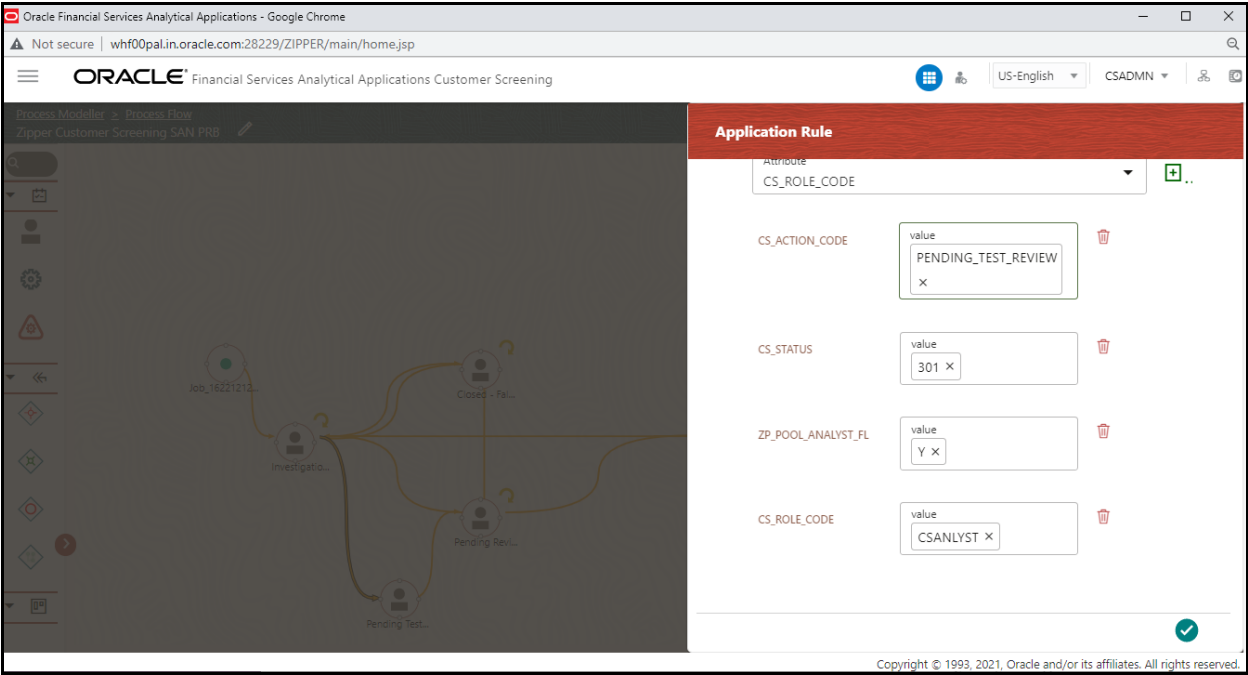 Oracle Financial Services Analytical Applications - Google Chrome
Not secure | whf00pal.in.oracle.com:28229/ZIPPER/main/home.jsp
ORACLE' Financial Services Analytical Applications Customer Screening
US-English
CSADMN
Process Modeller > Process Flow
Zipper Customer Screening SAN PRB
Application Rule
Attribute
CS_ROLE_CODE
..
CS_ACTION_CODE
value
PENDING_TEST_REVIEW
×
CS_STATUS
value
301 ×
ZP_POOL_ANALYST_FL
value
Y ×
CS_ROLE_CODE
value
CSANLYST ×
Job_16221212...
Closed - Fal...
Investigatio...
Pending Revi...
Pending Test...
Copyright © 1993, 2021, Oracle and/or its affiliates. All rights reserved.